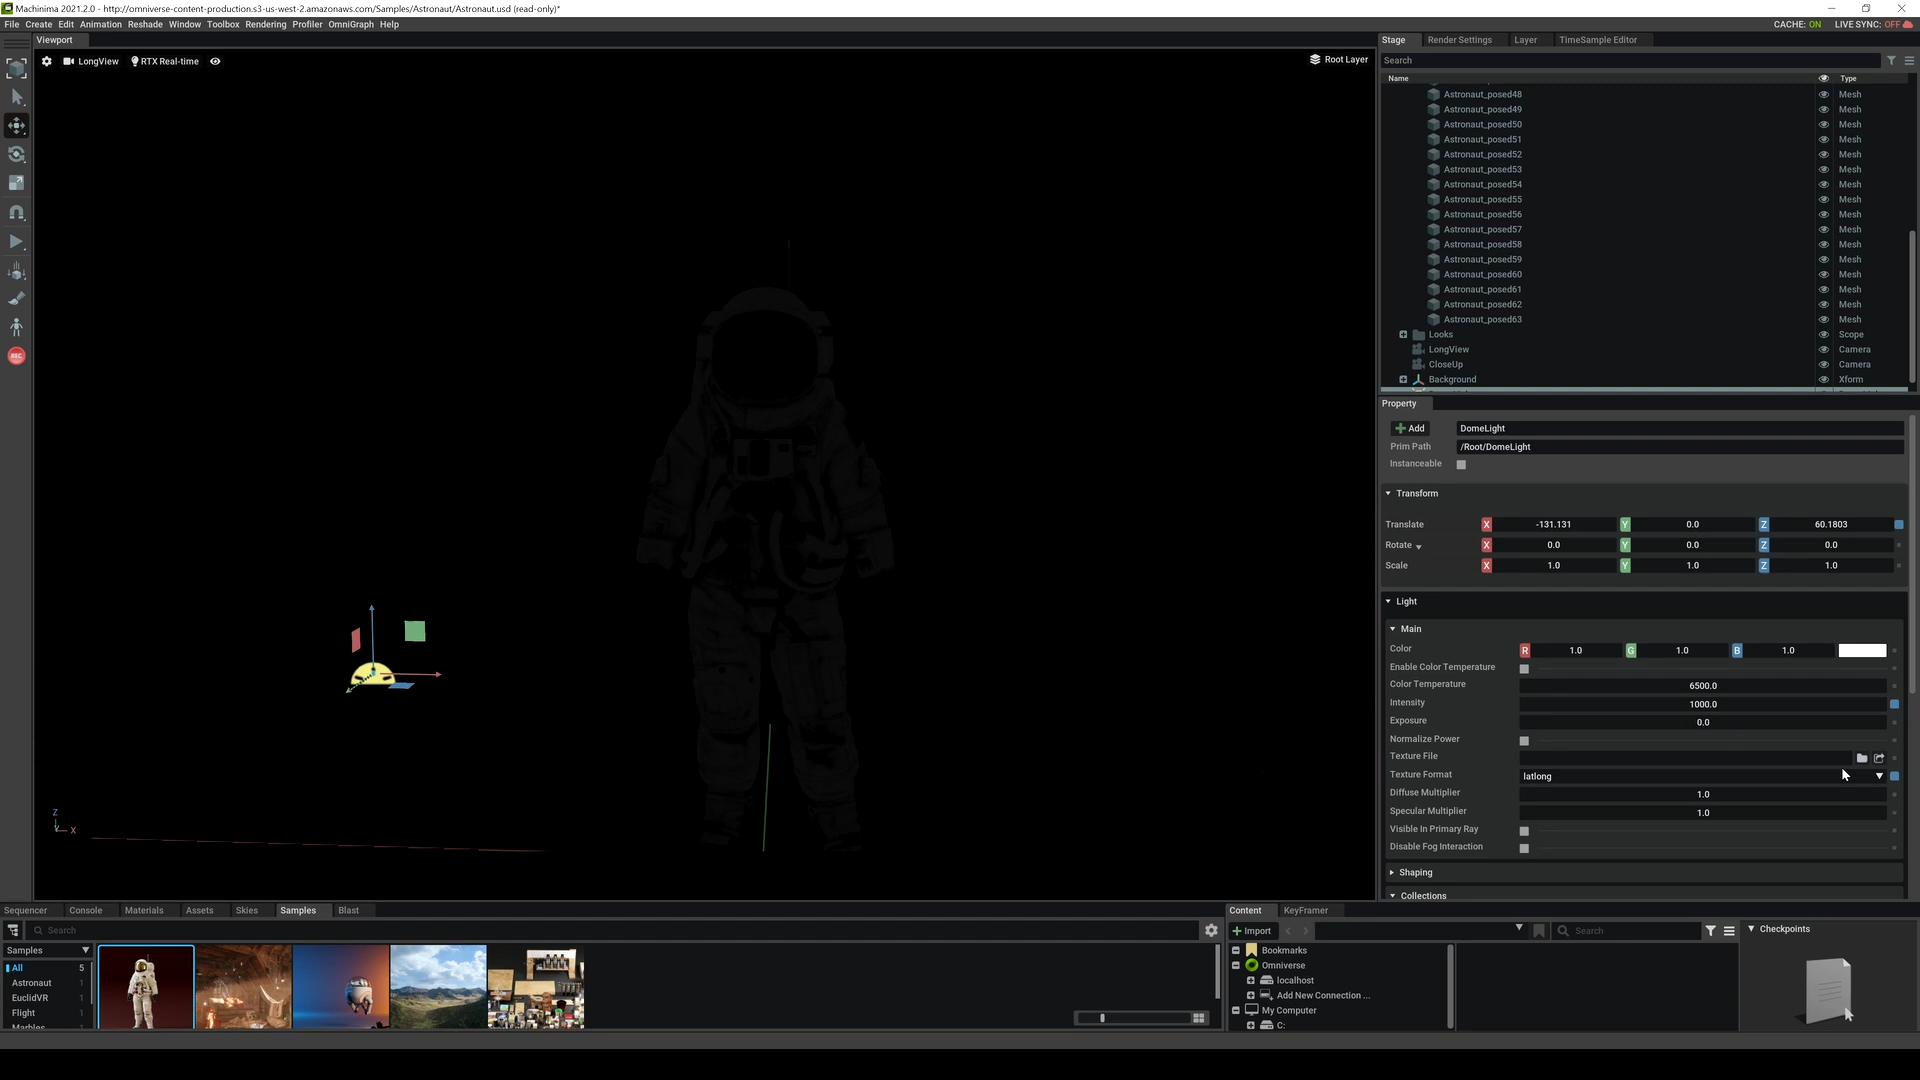 Machinima 2021.2.0 - http://omniverse-content-production.s3-us-west-2.amazonaws.com/Samples/Astronaut/Astronaut.usd (read-only)*
File Create Edit Animation Reshade Window Toolbox Rendering Profiler OmniGraph Help
CACHE: ON LIVE SYNC: OFF
Viewport
LongView RTX Real-time
Root Layer
Stage Render Settings Layer TimeSample Editor
Search
Name Type
Astronaut_posed48 Mesh
Astronaut_posed49 Mesh
Astronaut_posed50 Mesh
Astronaut_posed51 Mesh
Astronaut_posed52 Mesh
Astronaut_posed53 Mesh
Astronaut_posed54 Mesh
Astronaut_posed55 Mesh
Astronaut_posed56 Mesh
Astronaut_posed57 Mesh
Astronaut_posed58 Mesh
Astronaut_posed59 Mesh
Astronaut_posed60 Mesh
Astronaut_posed61 Mesh
Astronaut_posed62 Mesh
Astronaut_posed63 Mesh
Looks Scope
LongView Camera
CloseUp Camera
Background Xform
Property
Add DomeLight
Prim Path /Root/DomeLight
Instanceable
Transform
Translate X -131.131 Y 0.0 Z 60.1803
Rotate X 0.0 Y 0.0 Z 0.0
Scale X 1.0 Y 1.0 Z 1.0
Light
Main
Color R 1.0 G 1.0 B 1.0
Enable Color Temperature
Color Temperature 6500.0
Intensity 1000.0
Exposure 0.0
Normalize Power
Texture File
Texture Format latlong
Diffuse Multiplier 1.0
Specular Multiplier 1.0
Visible In Primary Ray
Disable Fog Interaction
Shaping
Collections
Z
Y X
REC
Sequencer Console Materials Assets Skies Samples Blast
Search
Samples
All 5
Astronaut 1
EuclidVR 1
Flight 1
Marbles 1
Content KeyFramer
Import
Search
Bookmarks
Omniverse
localhost
Add New Connection ...
My Computer
C:
Checkpoints